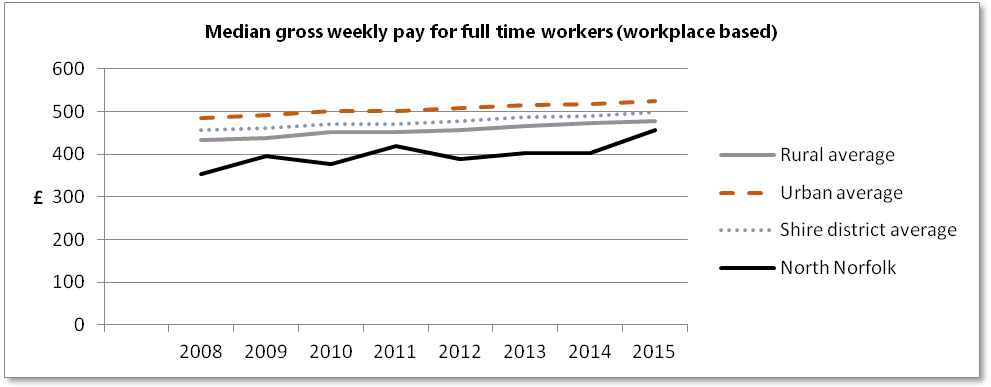 Median gross weekly pay for full time workers (workplace based)
600
500
400
300
200
100
0
£
2008 2009 2010 2011 2012 2013 2014 2015
Rural average
Urban average
Shire district average
North Norfolk